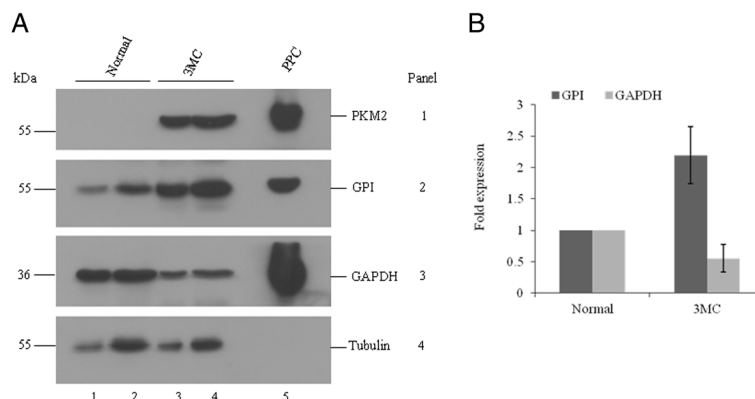 A
Normal
3MC
PPC
kDa
Panel
55
PKM2
1
55
GPI
2
36
GAPDH
3
55
Tubulin
4
1 2 3 4 5
B
GPI GAPDH
3
2.5
2
1.5
1
0.5
0
Fold expression
Normal 3MC